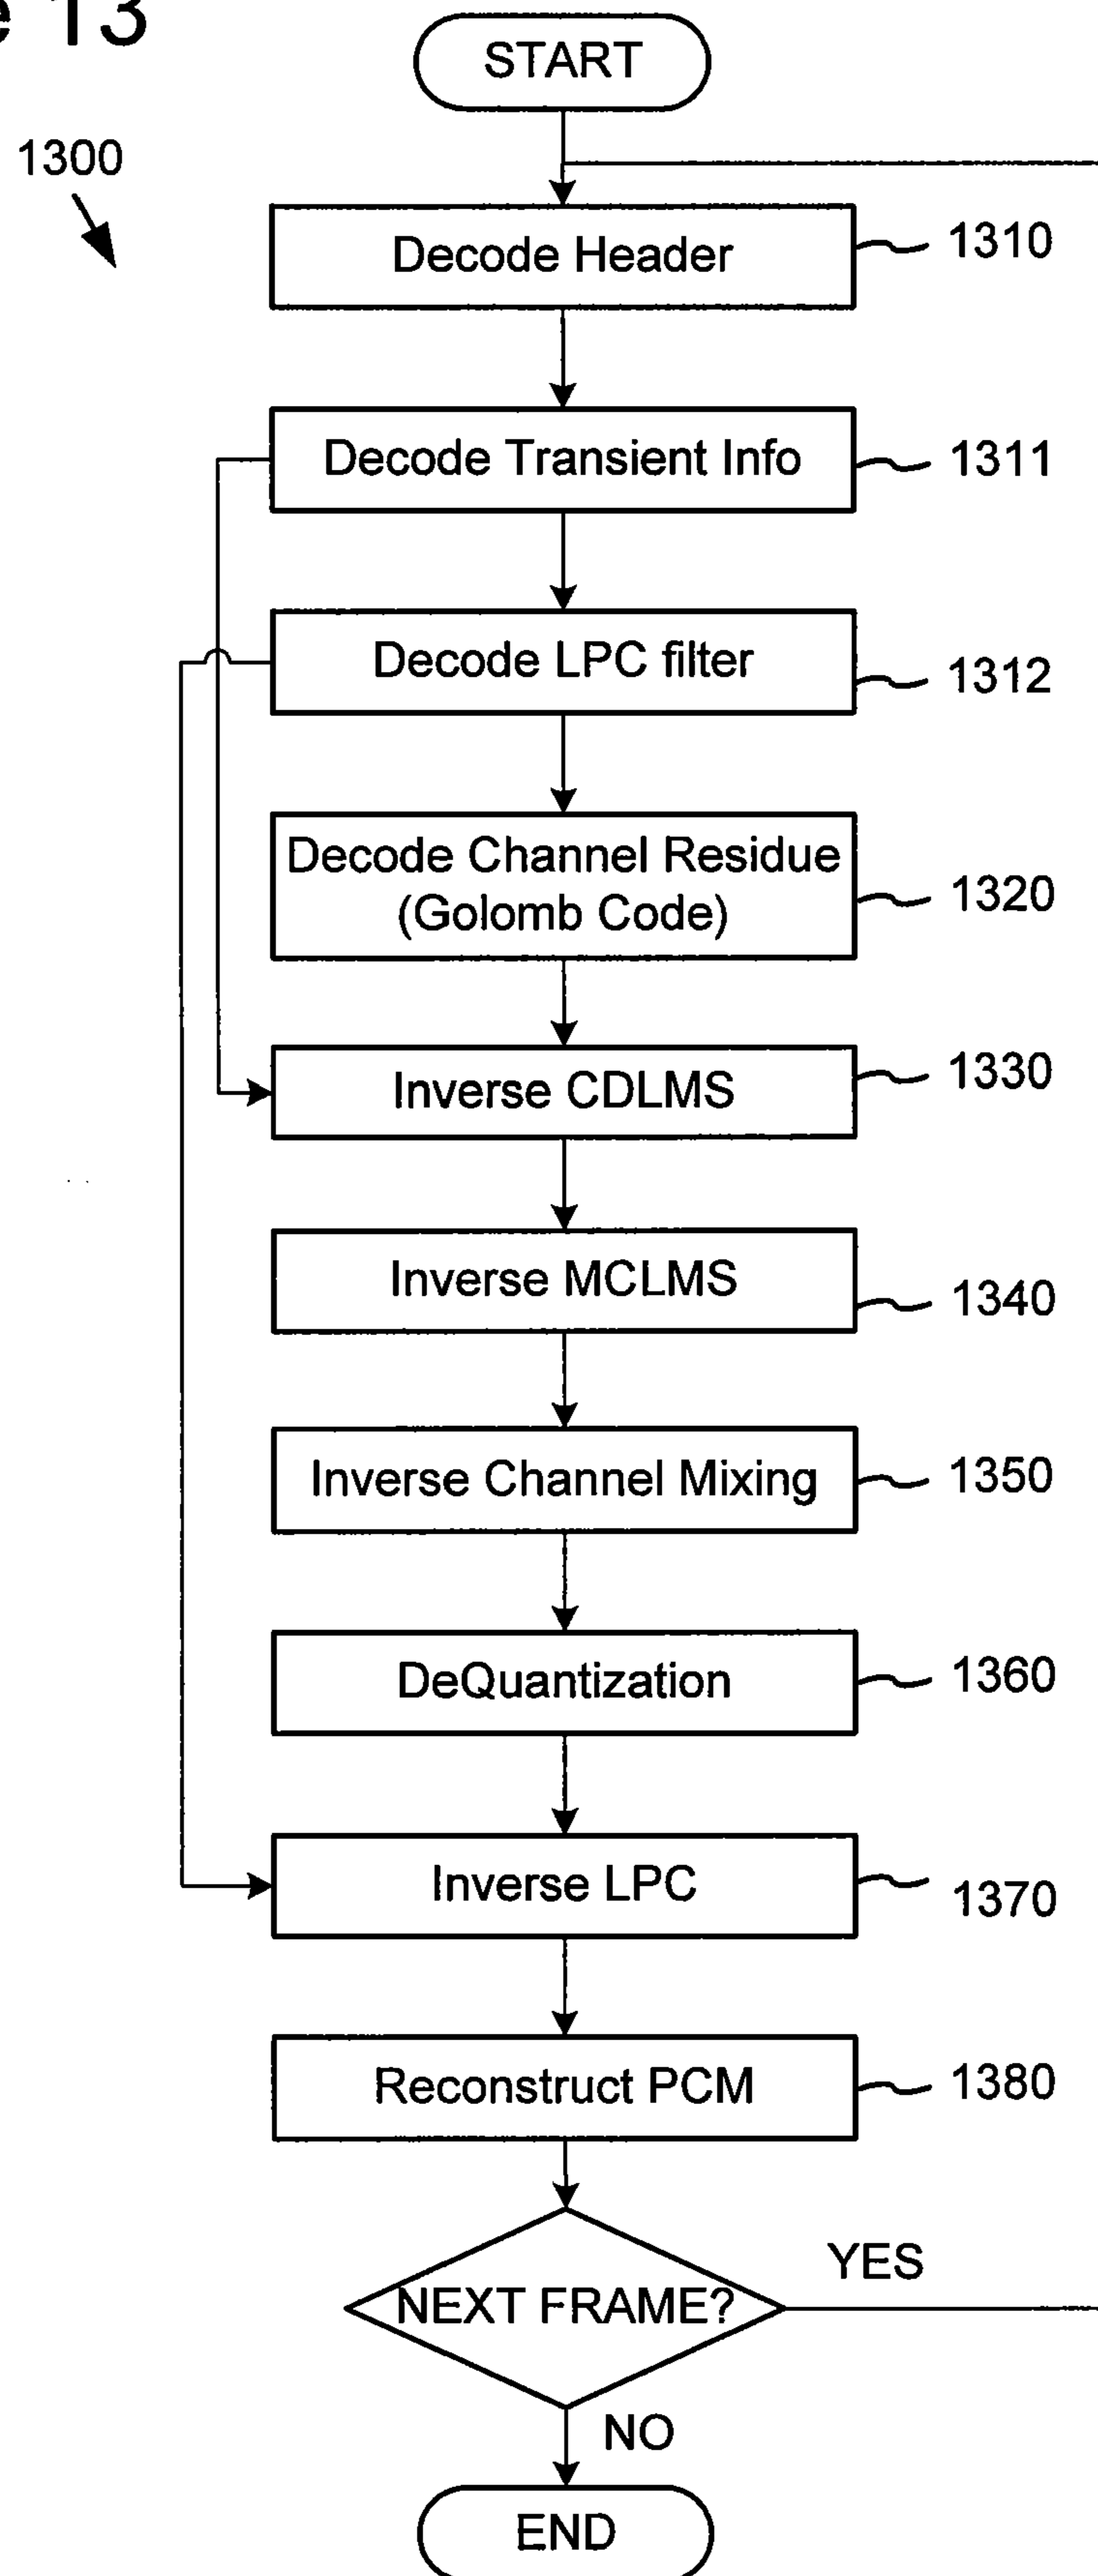 e 13
START
1300
Decode Header
1310
Decode Transient Info
1311
Decode LPC filter
1312
Decode Channel Residue
(Golomb Code)
1320
Inverse CDLMS
1330
Inverse MCLMS
1340
Inverse Channel Mixing
1350
DeQuantization
1360
Inverse LPC
1370
Reconstruct PCM
1380
NEXT FRAME?
YES
NO
END